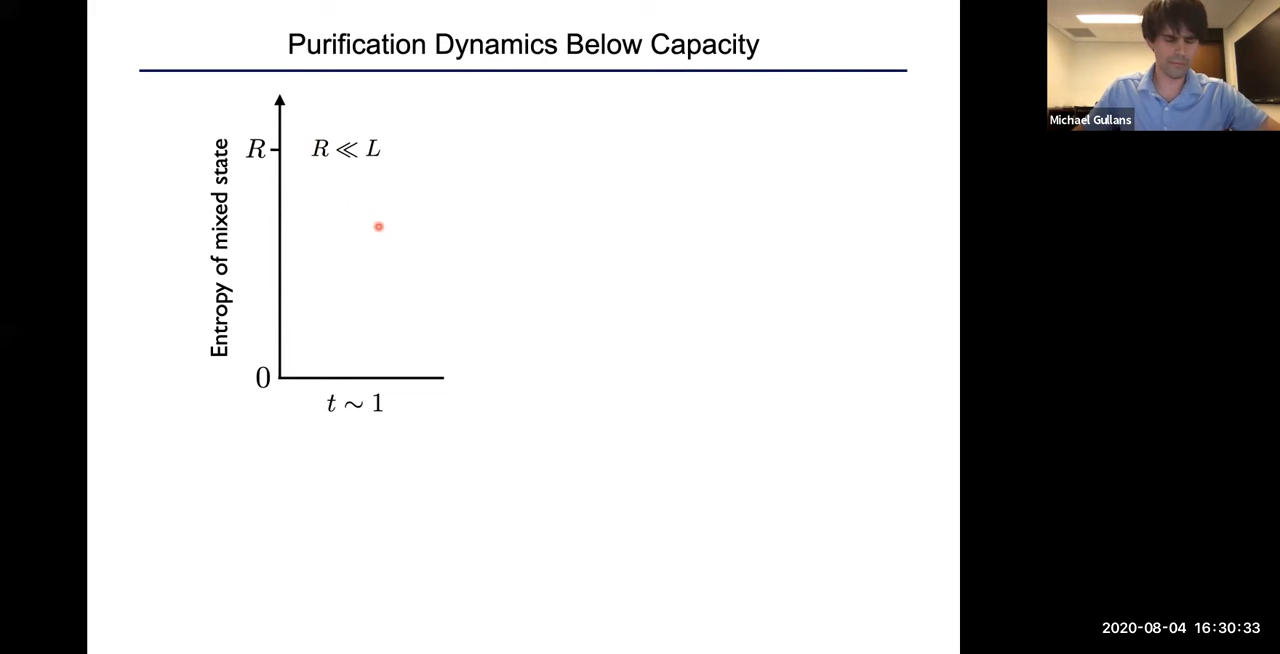 Purification Dynamics Below Capacity
Michael Gullans
Entropy of mixed state
R
R ≪ L
0
t ∼ 1
2020-08-04 16:30:33